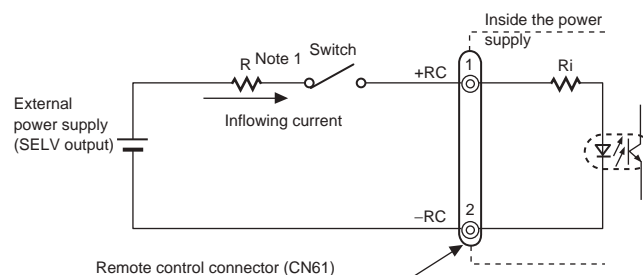 Inside the power
supply
R Note 1 Switch
+RC
1
Ri
External
power supply
(SELV output)
Inflowing current
2
−RC
Remote control connector (CN61)